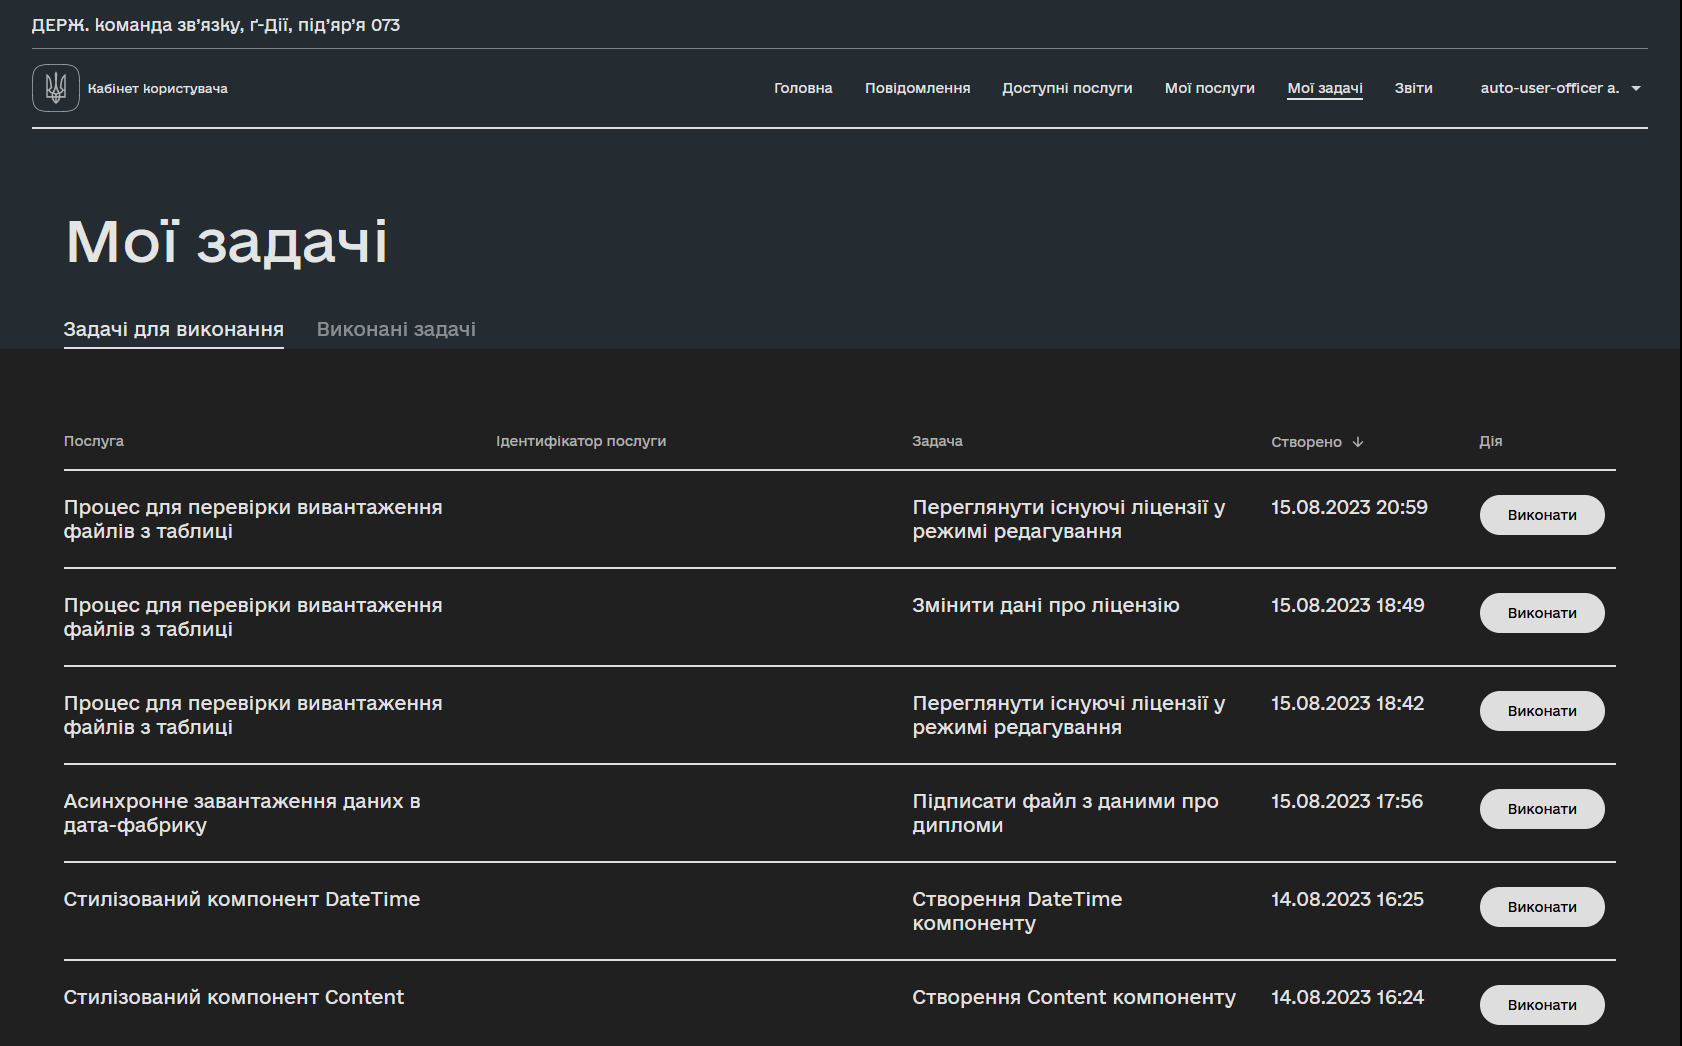 ДЕРЖ. команда зв’язку, ґ-Дії, під’яр’я 073
Кабінет користувача
Головна
Повідомлення
Доступні послуги
Мої послуги
Мої задачі
Звіти
auto-user-officer a.
Мої задачі
Задачі для виконання
Виконані задачі
Послуга
Ідентифікатор послуги
Задача
Створено
Дія
Процес для перевірки вивантаження
файлів з таблиці
Переглянути існуючі ліцензії у
режимі редагування
15.08.2023 20:59
Виконати
Процес для перевірки вивантаження
файлів з таблиці
Змінити дані про ліцензію
15.08.2023 18:49
Виконати
Процес для перевірки вивантаження
файлів з таблиці
Переглянути існуючі ліцензії у
режимі редагування
15.08.2023 18:42
Виконати
Асинхронне завантаження даних в
дата-фабрику
Підписати файл з даними про
дипломи
15.08.2023 17:56
Виконати
Стилізований компонент DateTime
Створення DateTime
компоненту
14.08.2023 16:25
Виконати
Стилізований компонент Content
Створення Content компоненту
14.08.2023 16:24
Виконати